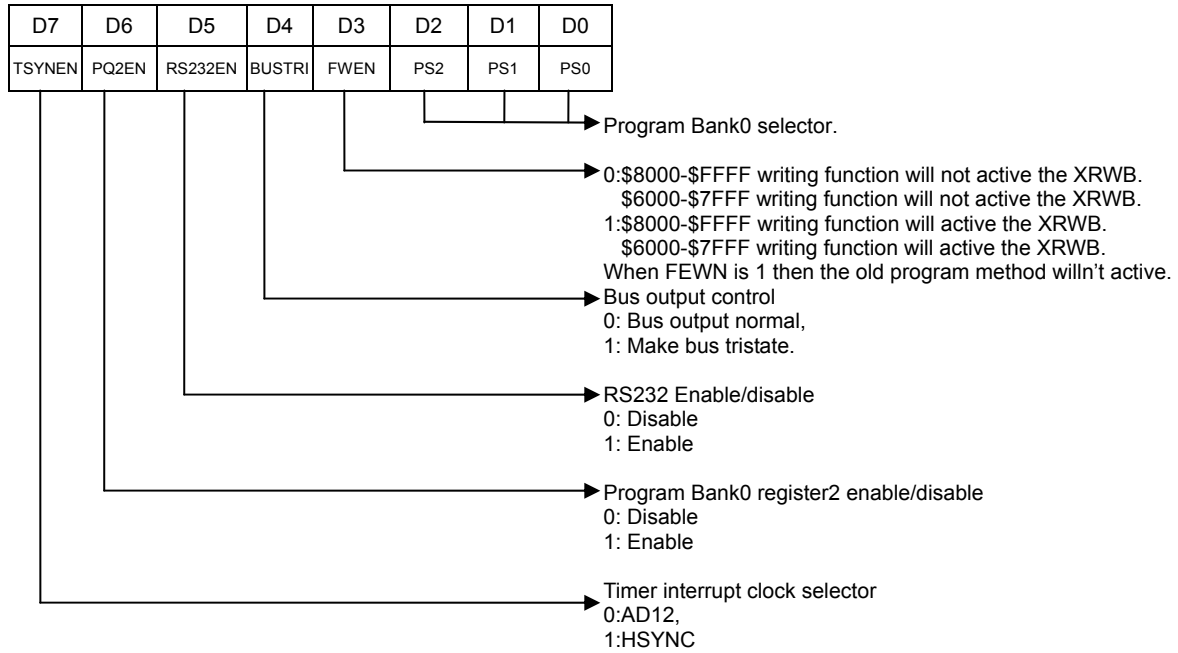 D7 D6 D5 D4 D3 D2 D1 D0
TSYNEN PQ2EN RS232EN BUSTRI FWEN PS2 PS1 PS0
Program Bank0 selector.
0:$8000-$FFFF writing function will not active the XRWB.
$6000-$7FFF writing function will not active the XRWB.
1:$8000-$FFFF writing function will active the XRWB.
$6000-$7FFF writing function will active the XRWB.
When FEWN is 1 then the old program method willn't active.
Bus output control
0: Bus output normal,
1: Make bus tristate.
RS232 Enable/disable
0: Disable
1: Enable
Program Bank0 register2 enable/disable
0: Disable
1: Enable
Timer interrupt clock selector
0:AD12,
1:HSYNC